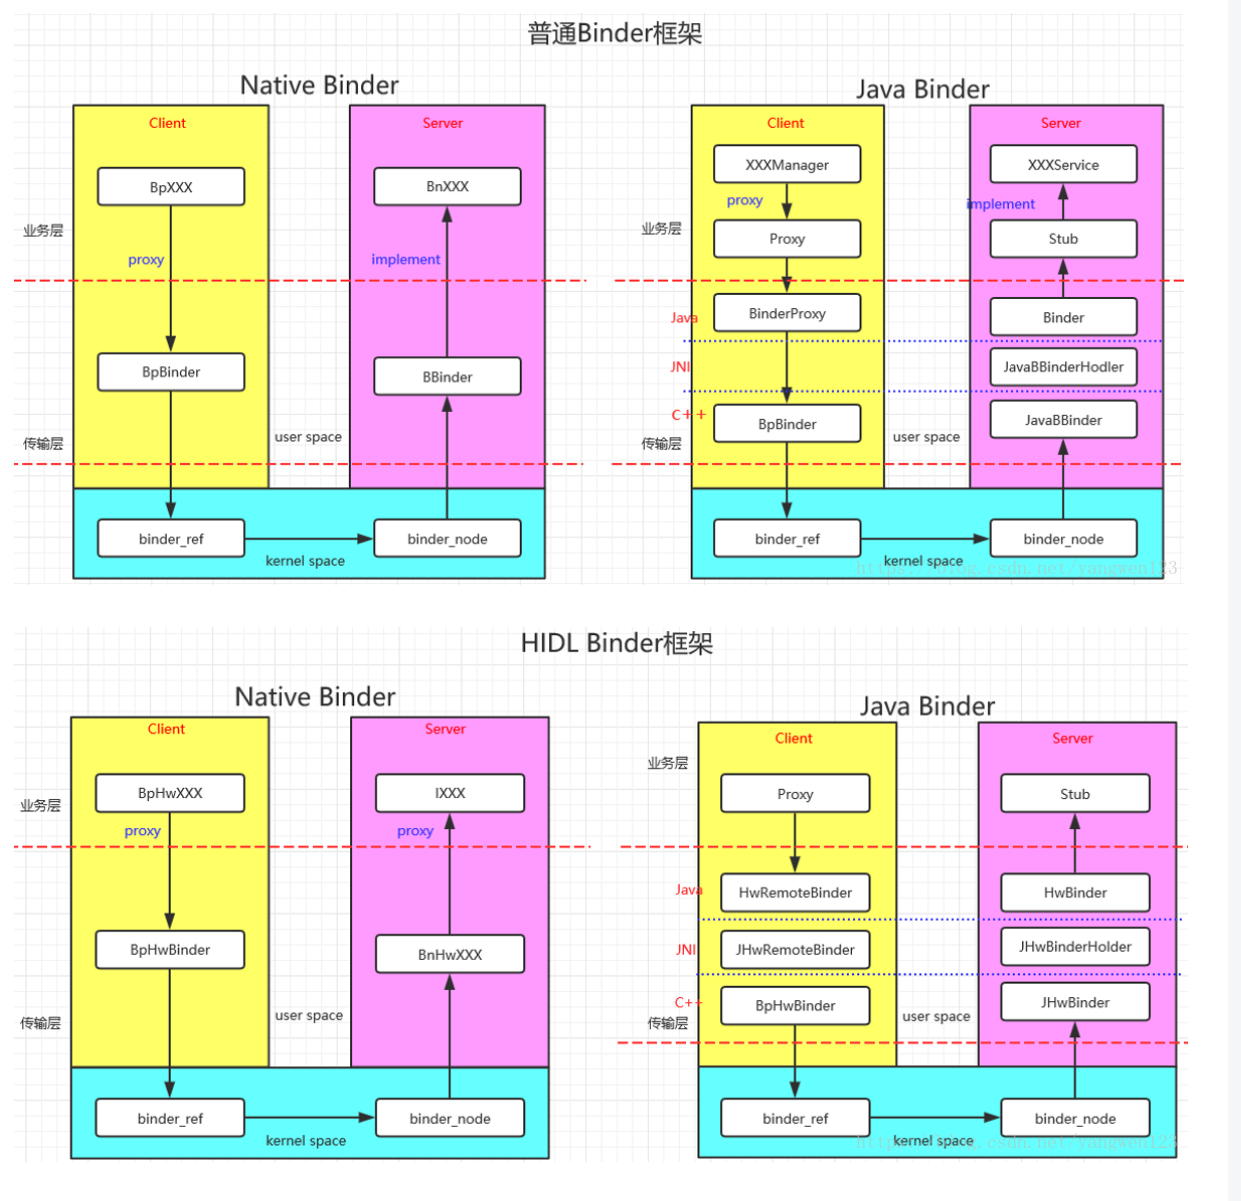 普通Binder框架
Native Binder
Client
Server
BpXXX
BnXXX
业务层
proxy
implement
BpBinder
BBinder
传输层
user space
binder_ref
binder_node
kernel space
Java Binder
Client
Server
XXXManager
XXXService
proxy
implement
业务层
Proxy
Stub
Java
BinderProxy
Binder
JNI
JavaBBinderHodler
C++
BpBinder
JavaBBinder
传输层
user space
binder_ref
binder_node
kernel space
https://blog.csdn.net/yangwen123
HIDL Binder框架
Native Binder
Client
Server
BpHwXXX
IXXX
业务层
proxy
proxy
BpHwBinder
BnHwXXX
传输层
user space
binder_ref
binder_node
kernel space
Java Binder
Client
Server
业务层
Proxy
Stub
Java
HwRemoteBinder
HwBinder
JNI
JHwRemoteBinder
JHwBinderHolder
C++
BpHwBinder
JHwBinder
传输层
user space
binder_ref
binder_node
kernel space
https://blog.csdn.net/yangwen123